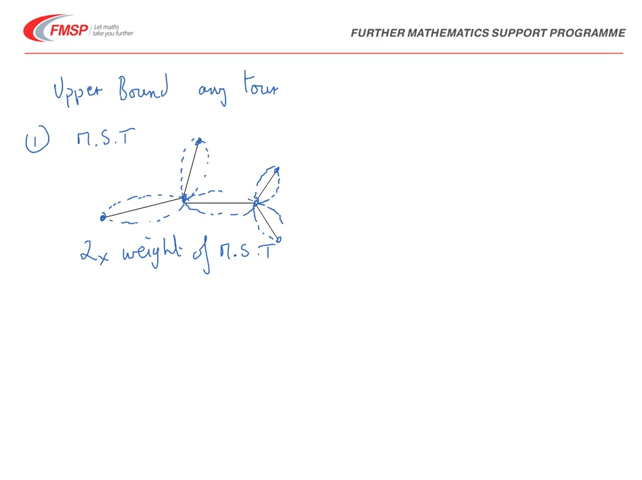 FMSP
Let maths
take you further
FURTHER MATHEMATICS SUPPORT PROGRAMME
Upper Bound any tour
1 M.S.T
2x weight of M.S.T